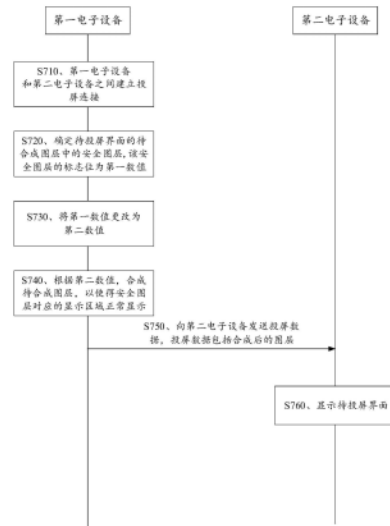 第一电子设备
第二电子设备
S710、第一电子设备
和第二电子设备之间建立投
屏连接
S720、确定待投屏界面的待
合成图层中的安全图层,该安
全图层的标志位为第一数值
S730、将第一数值更改为
第二数值
S740、根据第二数值，合成
待合成图层，以使得安全图
层对应的显示区域正常显示
S750、向第二电子设备发送投屏数
据，投屏数据包括合成后的图层
S760、显示待投屏界面